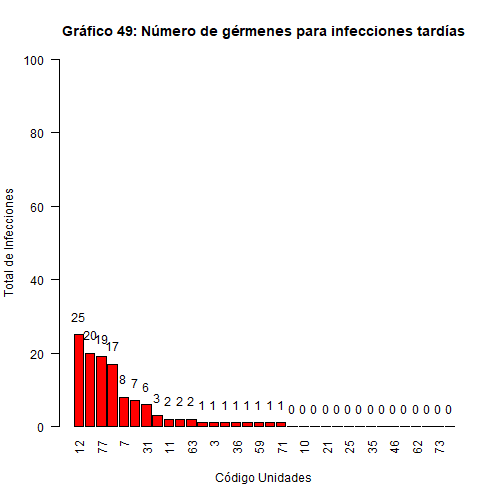 Gráfico 49: Número de gérmenes para infecciones tardías
Total de Infecciones
100
80
60
40
20
0
25 20 19 17 8 7 6 3 2 2 2 1 1 1 1 1 1 1 1 0 0 0 0 0 0 0 0 0 0 0 0 0 0 0
12 77 7 31 11 63 3 36 59 71 10 21 25 35 46 62 73
Código Unidades